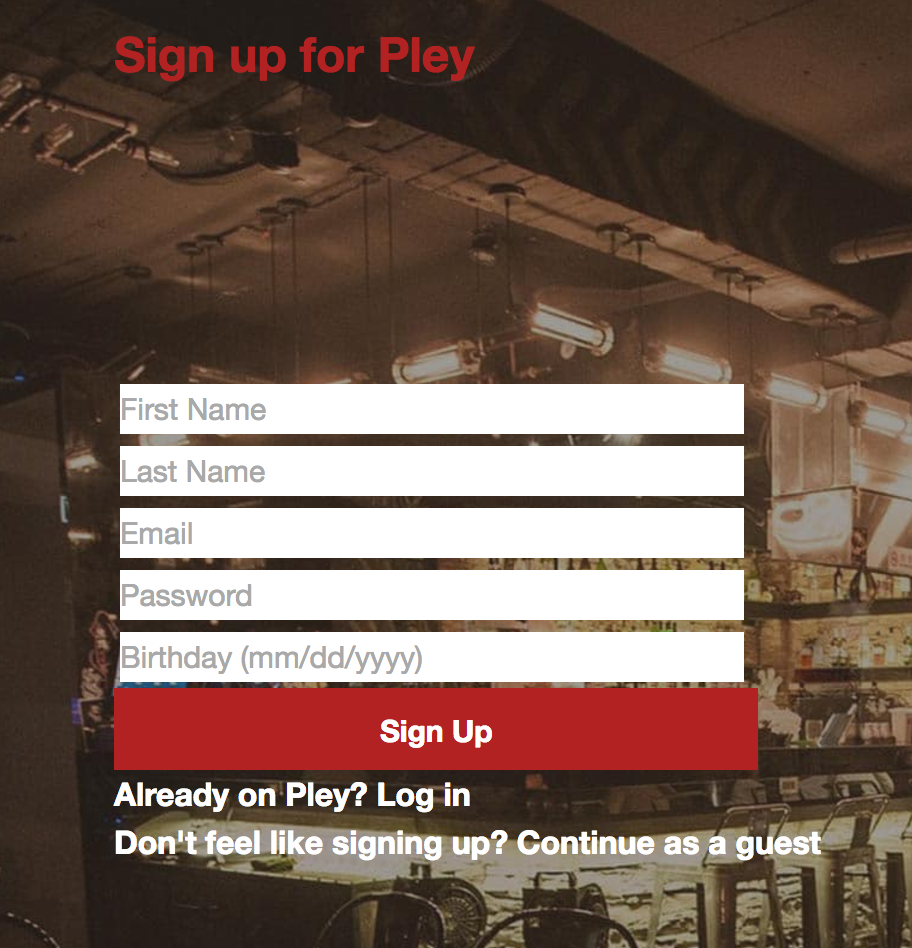 Sign up for Pley
First Name
Last Name
Email
Password
Birthday (mm/dd/yyyy)
Sign Up
Already on Pley? Log in
Don't feel like signing up? Continue as a guest